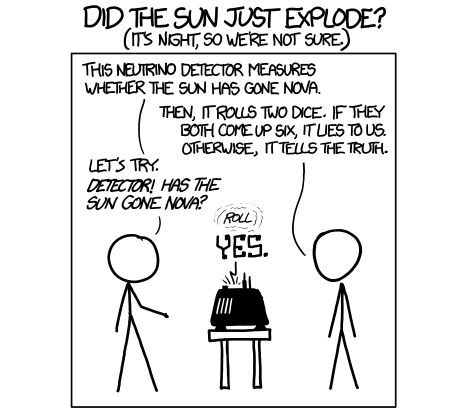 DID THE SUN JUST EXPLODE?
(IT'S NIGHT, SO WE'RE NOT SURE.)
THIS NEUTRINO DETECTOR MEASURES
WHETHER THE SUN HAS GONE NOVA.
THEN, IT ROLLS TWO DICE. IF THEY
BOTH COME UP SIX, IT LIES TO US.
OTHERWISE, IT TELLS THE TRUTH.
LET'S TRY.
DETECTOR! HAS THE
SUN GONE NOVA?
ROLL
YES.